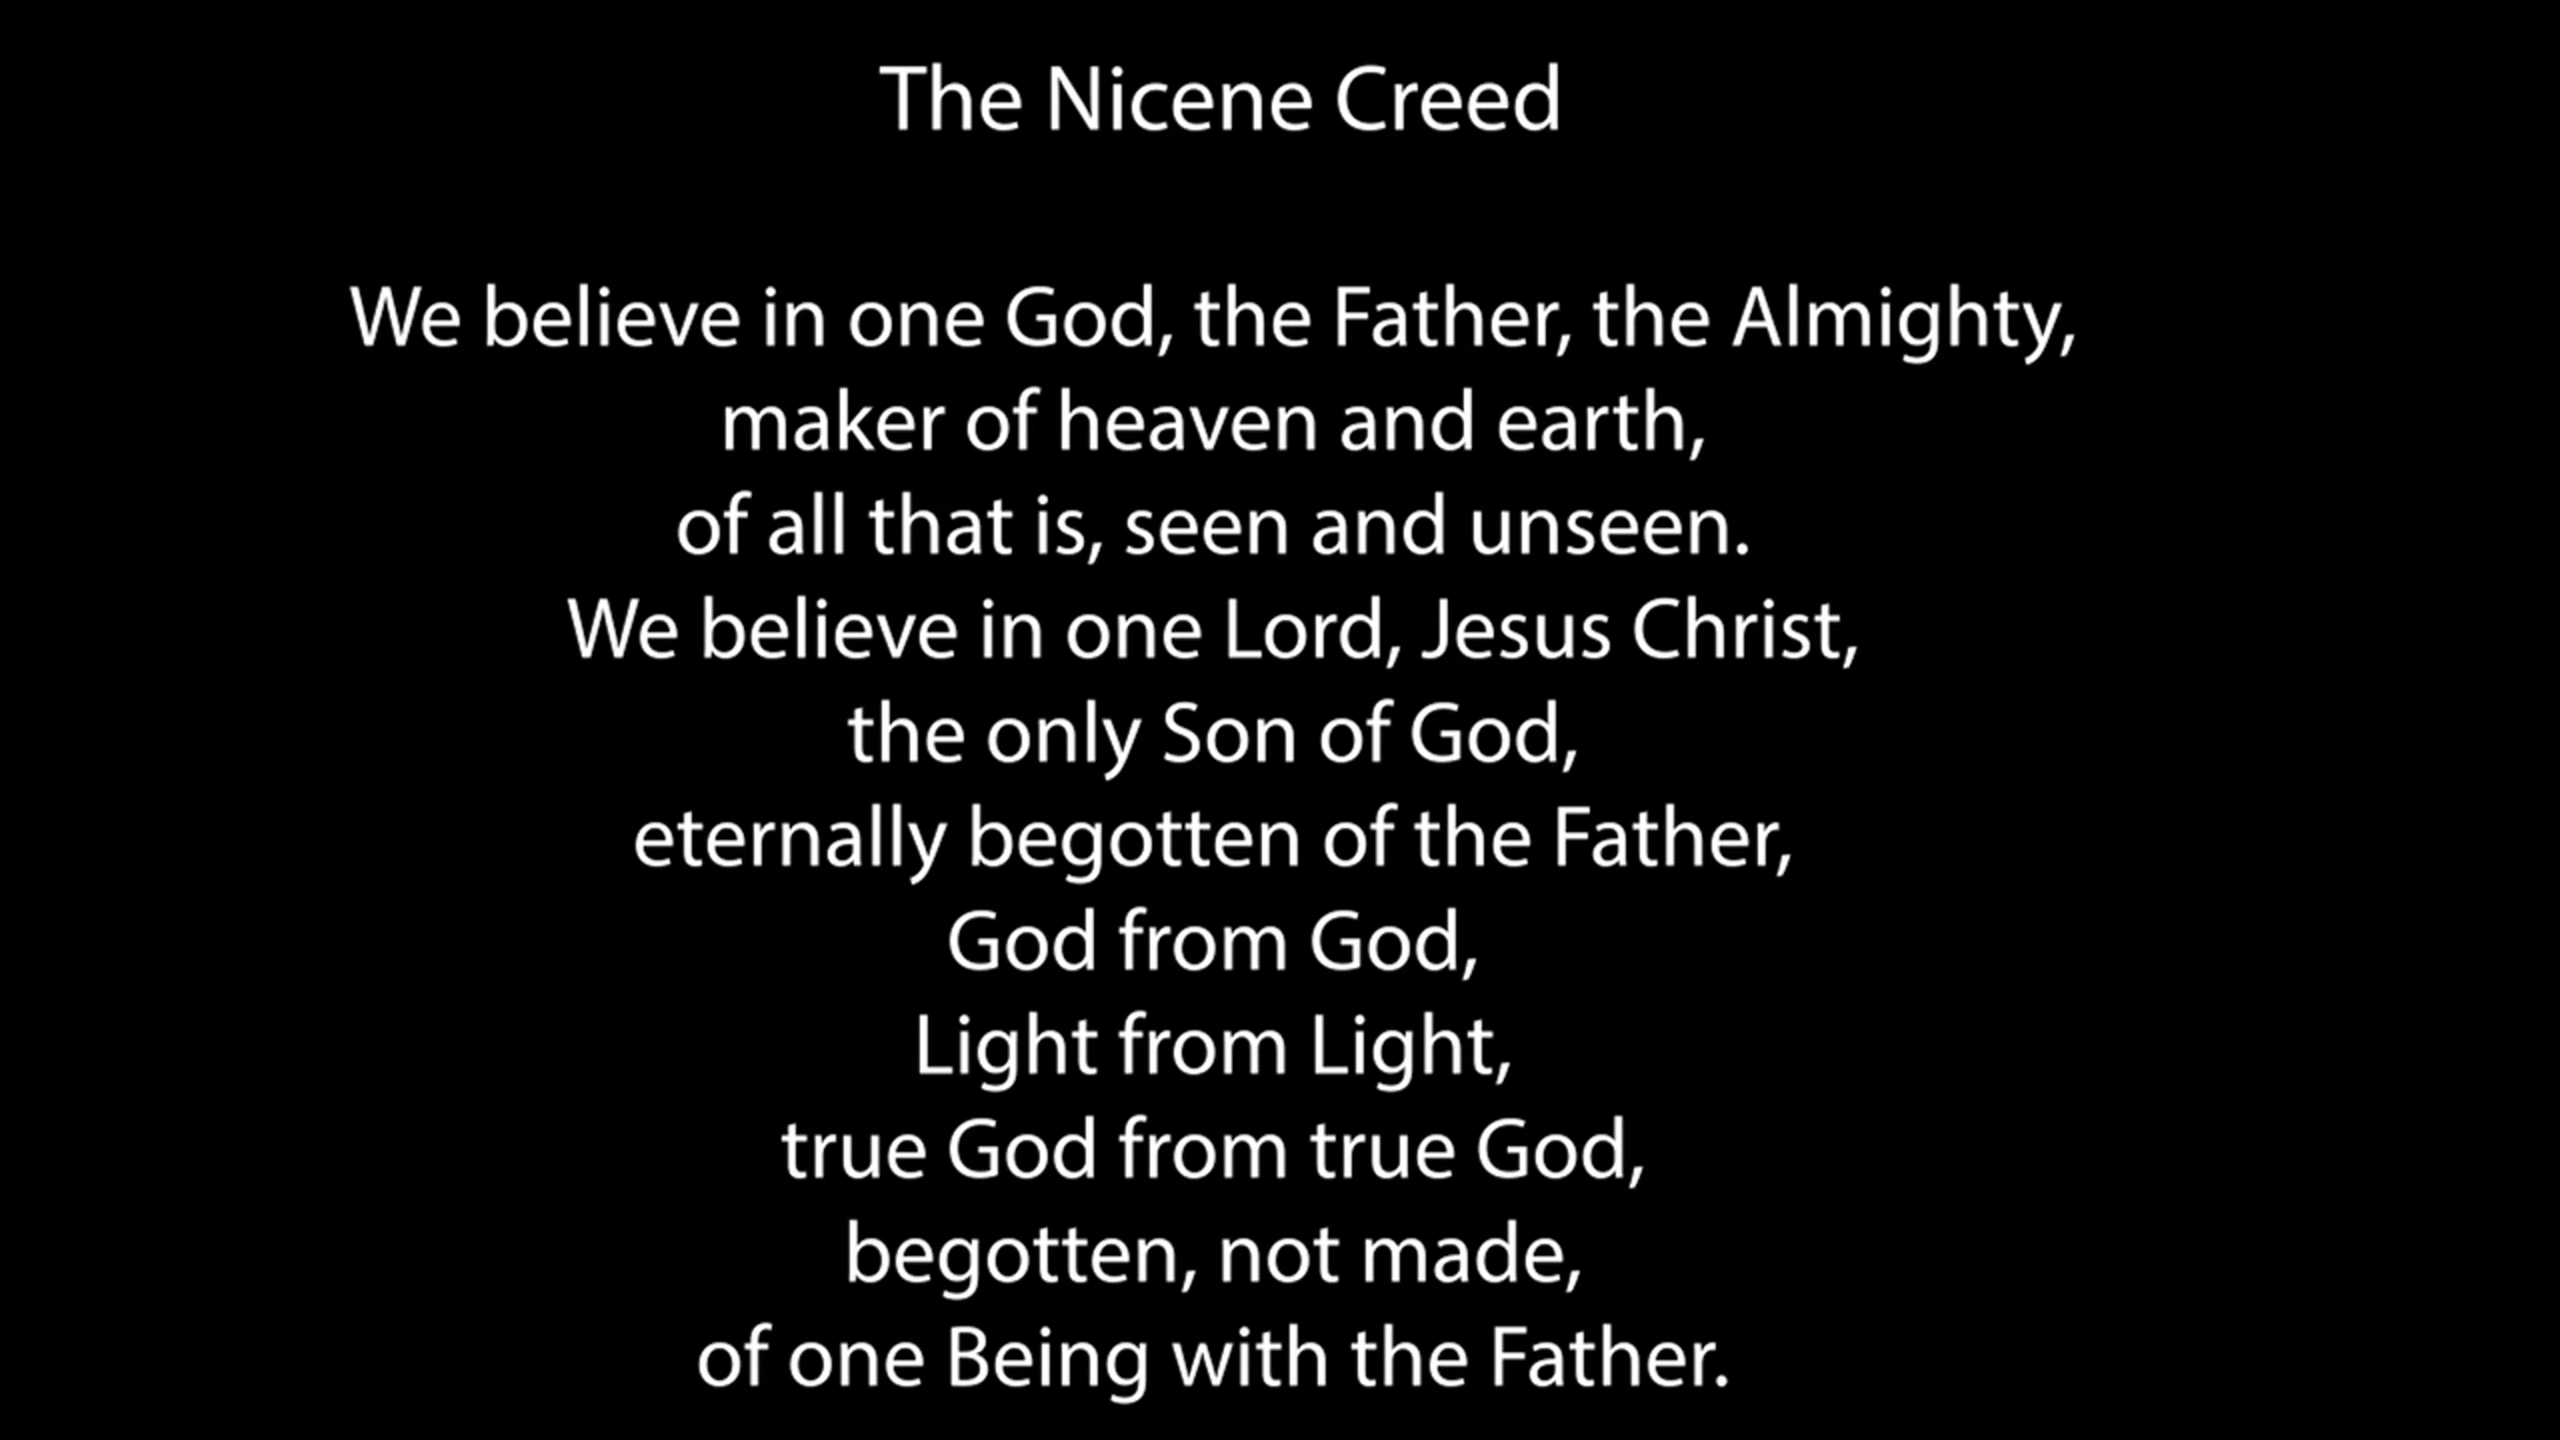 The Nicene Creed
We believe in one God, the Father, the Almighty,
maker of heaven and earth,
of all that is, seen and unseen.
We believe in one Lord, Jesus Christ,
the only Son of God,
eternally begotten of the Father,
God from God,
Light from Light,
true God from true God,
begotten, not made,
of one Being with the Father.